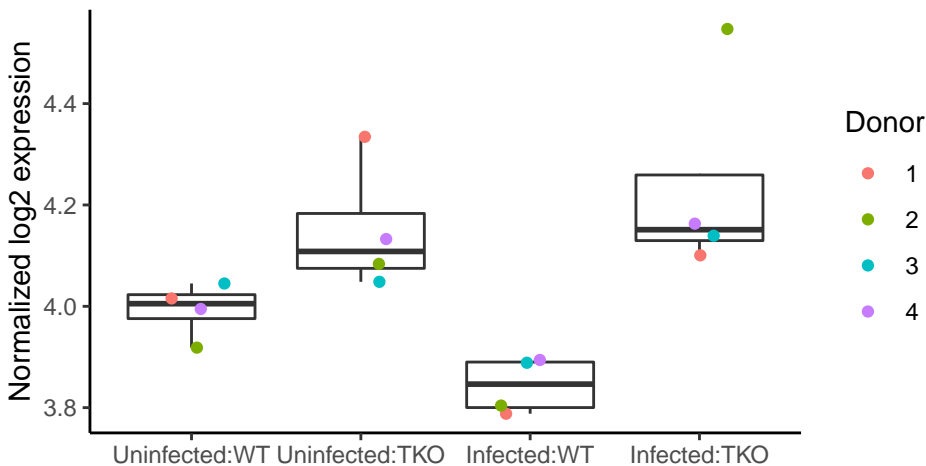 Normalized log2 expression
4.4
4.2
4.0
3.8
Uninfected:WT
Uninfected:TKO
Infected:WT
Infected:TKO
Donor
1
2
3
4